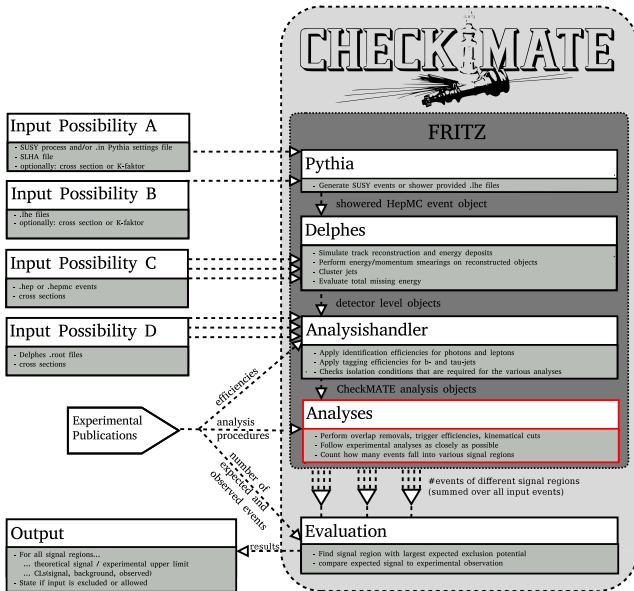 CHECKMATE
FRITZ
Input Possibility A
- SUSY process and/or .in Pythia settings file
- SLHA file
- optionally: cross section or K-faktor
Input Possibility B
- .lhe files
- optionally: cross section or K-faktor
Input Possibility C
- .hep or .hepmc events
- cross sections
Input Possibility D
- Delphes .root files
- cross sections
Experimental
Publications
efficiencies
analysis
procedures
number of
expected and
observed events
Pythia
- Generate SUSY events or shower provided .lhe files
showered HepMC event object
Delphes
- Simulate track reconstruction and energy deposits
- Perform energy/momentum smearings on reconstructed objects
- Cluster jets
- Evaluate total missing energy
detector level objects
Analysishandler
- Apply identification efficiencies for photons and leptons
- Apply tagging efficiencies for b- and tau-jets
- Checks isolation conditions that are required for the various analyses
CheckMATE analysis objects
Analyses
- Perform overlap removals, trigger efficiencies, kinematical cuts
- Follow experimental analyses as closely as possible
- Count how many events fall into various signal regions
#events of different signal regions
(summed over all input events)
Evaluation
- Find signal region with largest expected exclusion potential
- compare expected signal to experimental observation
results
Output
- For all signal regions...
... theoretical signal / experimental upper limit
... CLs(signal, background, observed)
- State if input is excluded or allowed